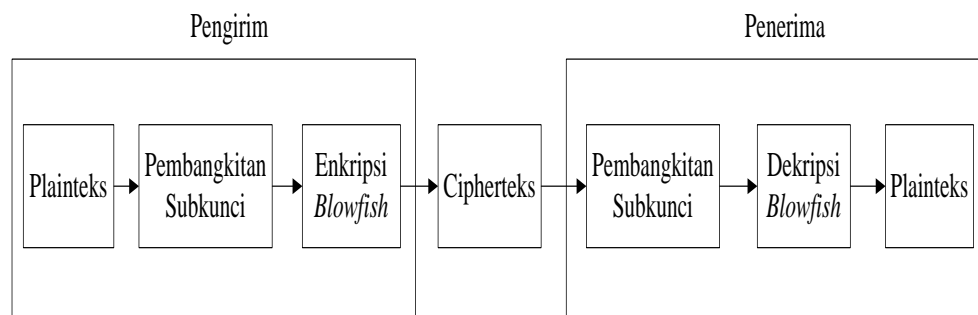 Pengirim
Penerima
Plainteks
Pembangkitan
Subkunci
Enkripsi
Blowfish
Cipherteks
Pembangkitan
Subkunci
Dekripsi
Blowfish
Plainteks